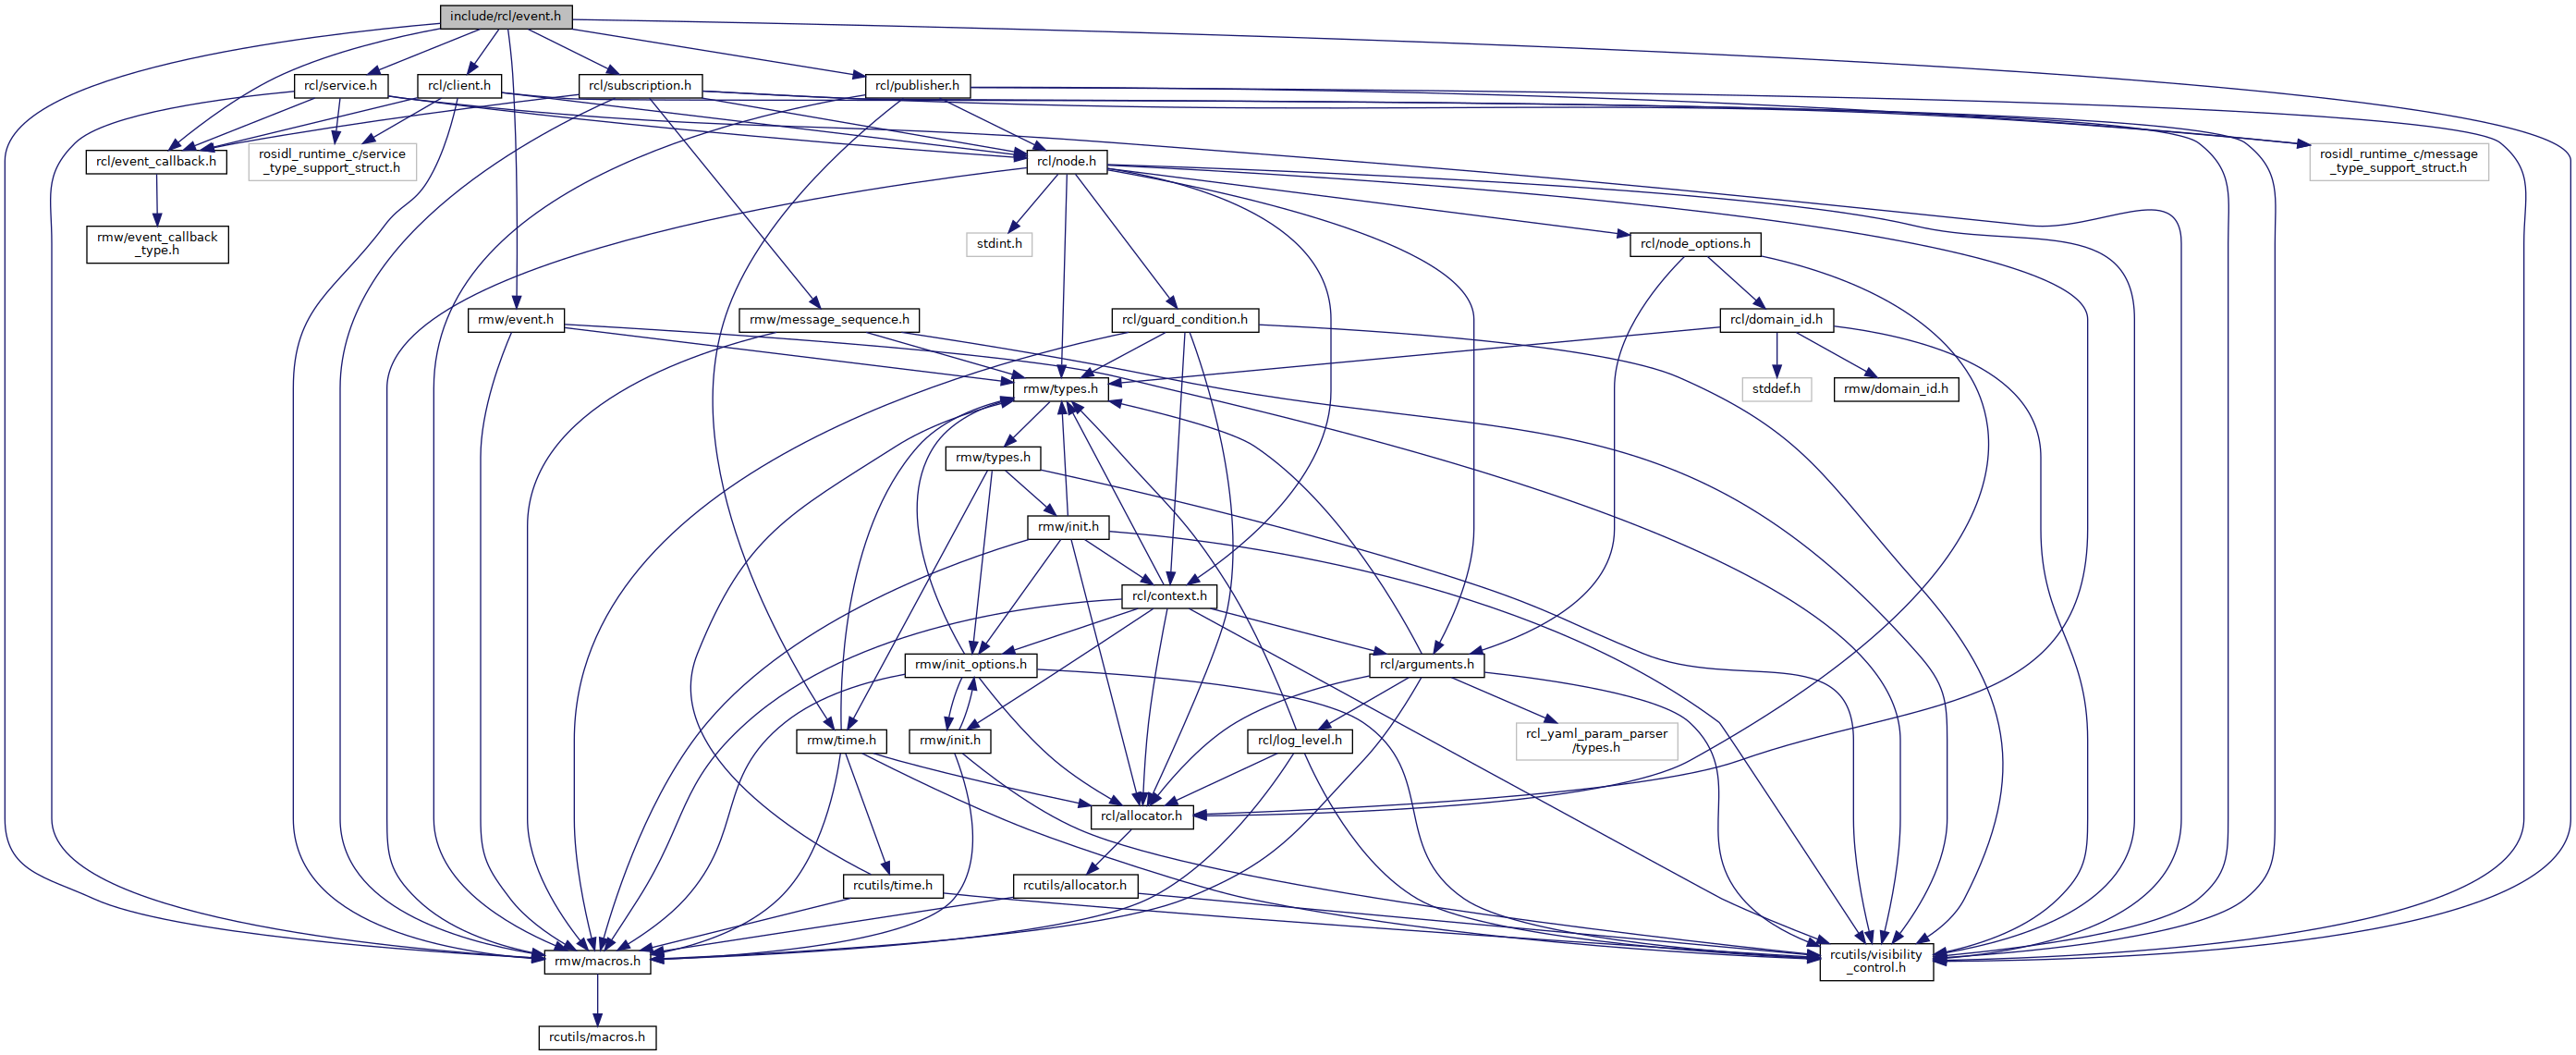 include/rcl/event.h
rcl/service.h
rcl/client.h
rcl/subscription.h
rcl/publisher.h
rcl/event_callback.h
rosidl_runtime_c/service
_type_support_struct.h
rcl/node.h
rosidl_runtime_c/message
_type_support_struct.h
rmw/event_callback
_type.h
stdint.h
rcl/node_options.h
rmw/event.h
rmw/message_sequence.h
rcl/guard_condition.h
rcl/domain_id.h
rmw/types.h
stddef.h
rmw/domain_id.h
rmw/types.h
rmw/init.h
rcl/context.h
rmw/init_options.h
rcl/arguments.h
rmw/time.h
rmw/init.h
rcl/log_level.h
rcl_yaml_param_parser
/types.h
rcl/allocator.h
rcutils/time.h
rcutils/allocator.h
rmw/macros.h
rcutils/visibility
_control.h
rcutils/macros.h